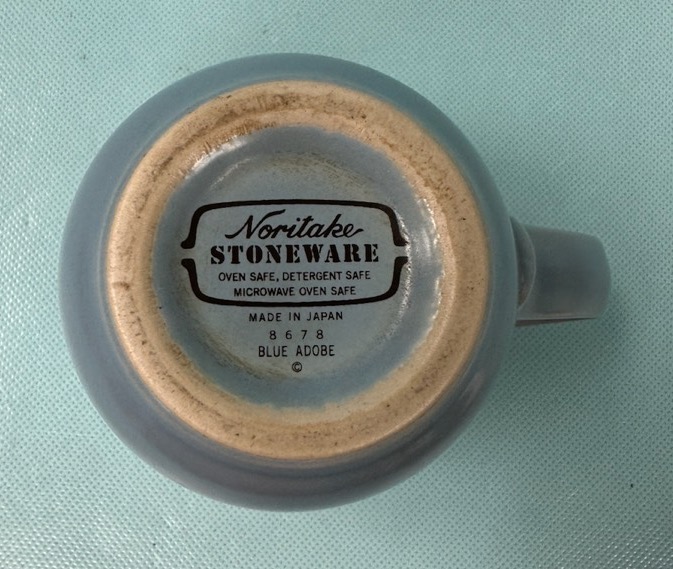 Noritake
STONEWARE
OVEN SAFE, DETERGENT SAFE
MICROWAVE OVEN SAFE
MADE IN JAPAN
8678
BLUE ADOBE
©